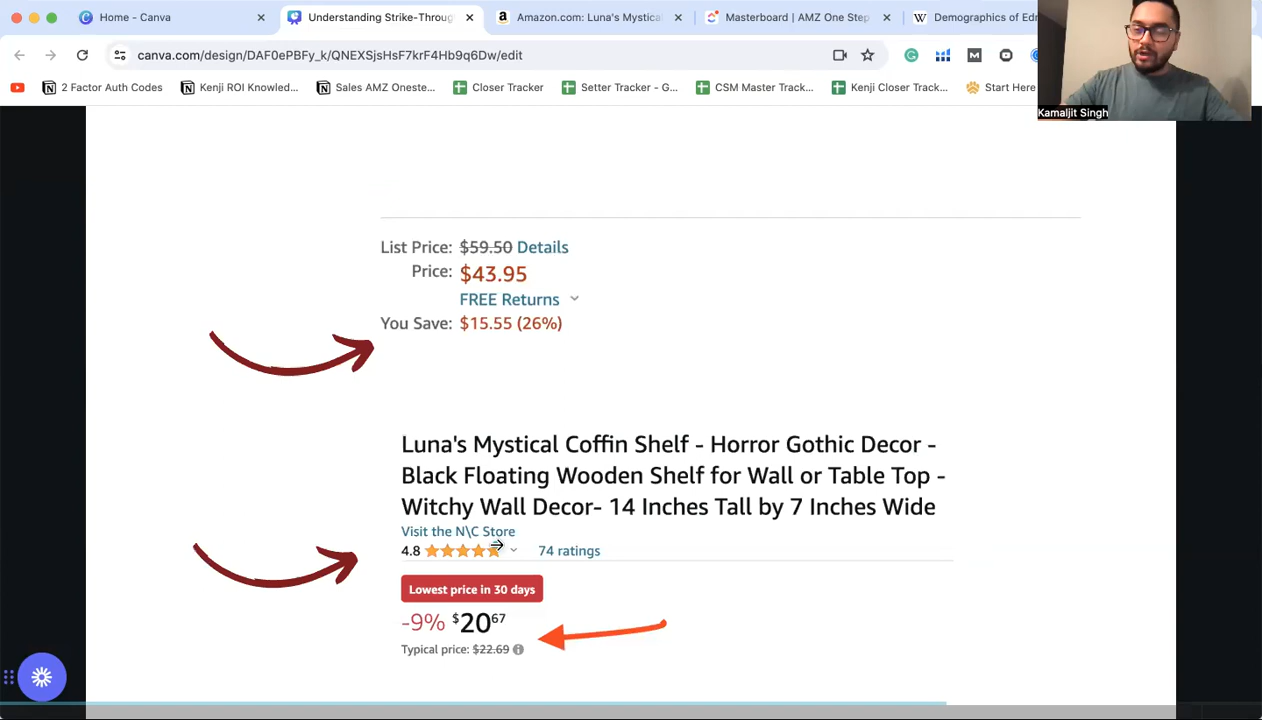 Home - Canva
Understanding Strike-Throug
Amazon.com: Luna's Mystical
Masterboard | AMZ One Step
Demographics of Edm
canva.com/design/DAF0ePBFy_k/QNEXSjsHsF7krF4Hb9q6Dw/edit
2 Factor Auth Codes
Kenji ROI Knowled...
Sales AMZ Oneste...
Closer Tracker
Setter Tracker - G...
CSM Master Track...
Kenji Closer Track...
Start Here
Kamaljit Singh
List Price: $59.50 Details
Price: $43.95
FREE Returns
You Save: $15.55 (26%)
Luna's Mystical Coffin Shelf - Horror Gothic Decor -
Black Floating Wooden Shelf for Wall or Table Top -
Witchy Wall Decor- 14 Inches Tall by 7 Inches Wide
Visit the N\C Store
4.8 74 ratings
Lowest price in 30 days
-9% $2067
Typical price: $22.69